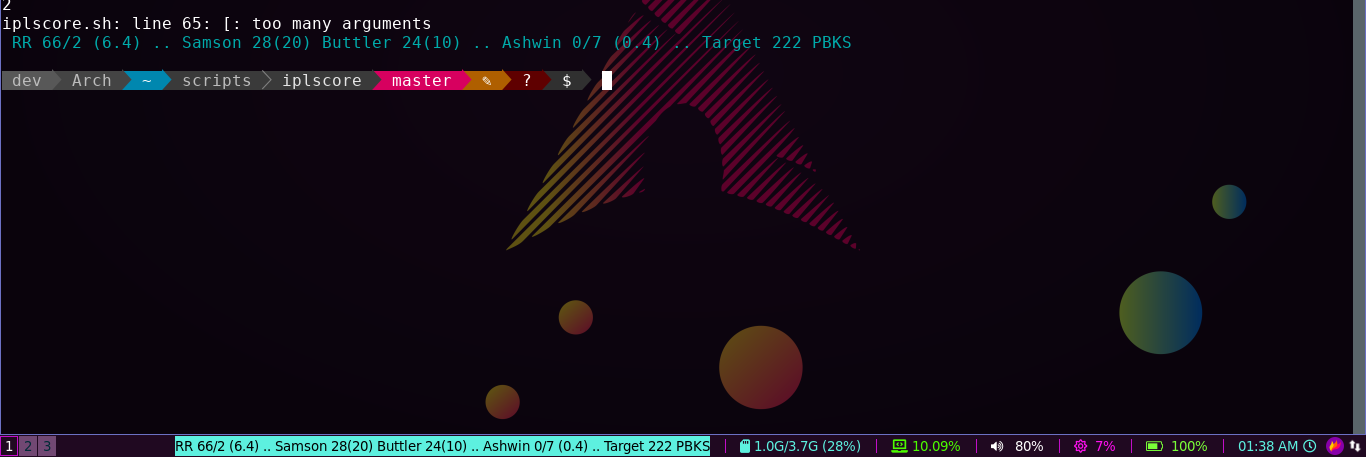 2
iplscore.sh: line 65: [: too many arguments
RR 66/2 (6.4) .. Samson 28(20) Buttler 24(10) .. Ashwin 0/7 (0.4) .. Target 222 PBKS
dev Arch ~ scripts iplscore master ✎ ? $
1 2 3 RR 66/2 (6.4) .. Samson 28(20) Buttler 24(10) .. Ashwin 0/7 (0.4) .. Target 222 PBKS | 1.0G/3.7G (28%) | 10.09% | 80% | 7% | 100% | 01:38 AM